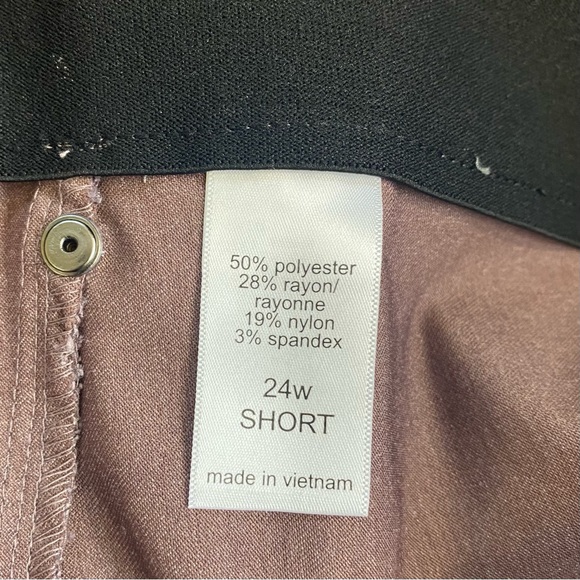 50% polyester
28% rayon/
rayonne
19% nylon
3% spandex
24w
SHORT
made in vietnam